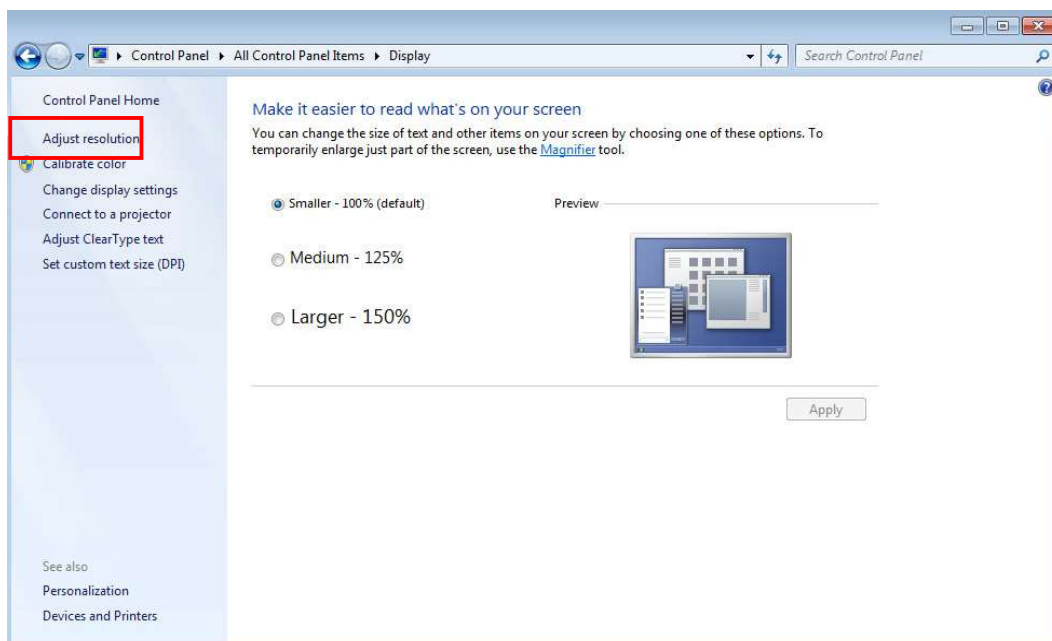 Control Panel ▸ All Control Panel Items ▸ Display
Search Control Panel
Control Panel Home
Adjust resolution
Calibrate color
Change display settings
Connect to a projector
Adjust ClearType text
Set custom text size (DPI)
See also
Personalization
Devices and Printers
Make it easier to read what's on your screen
You can change the size of text and other items on your screen by choosing one of these options. To
temporarily enlarge just part of the screen, use the Magnifier tool.
Smaller - 100% (default)
Preview
Medium - 125%
Larger - 150%
Apply